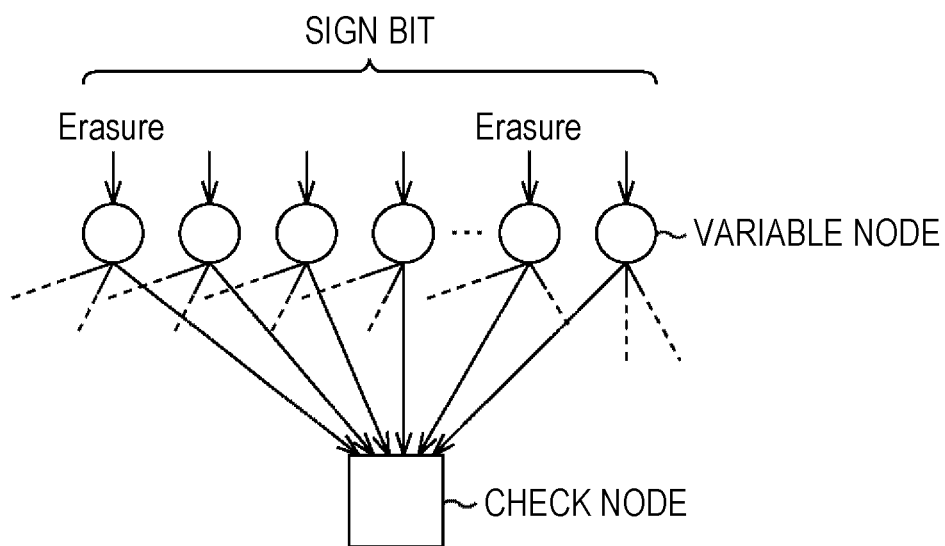 SIGN BIT
Erasure
Erasure
...
VARIABLE NODE
CHECK NODE